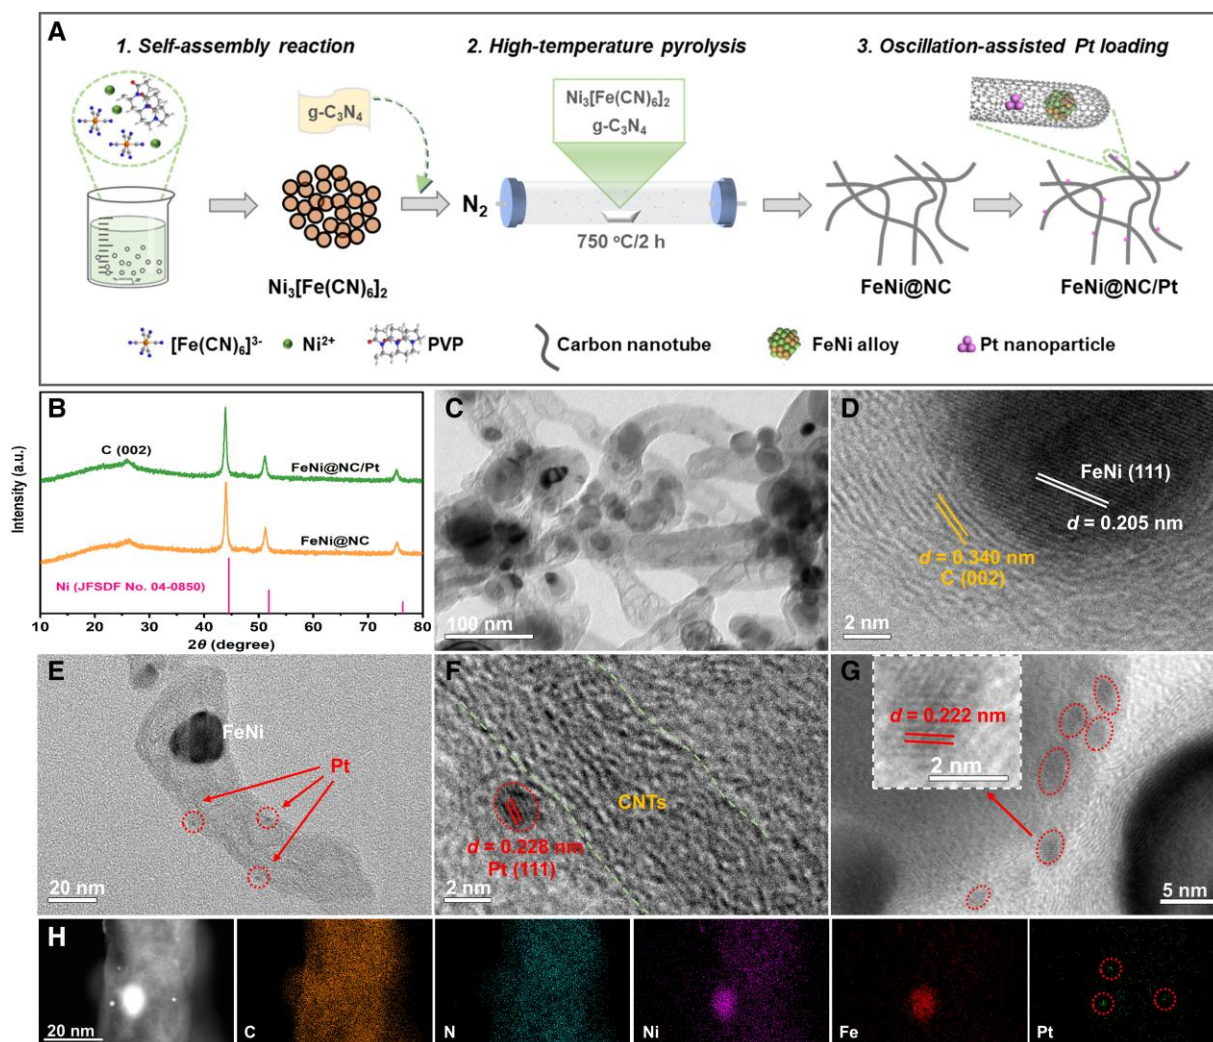 A
1. Self-assembly reaction
2. High-temperature pyrolysis
3. Oscillation-assisted Pt loading
g-C₃N₄
Ni₃[Fe(CN)₆]₂
g-C₃N₄
N₂
750 °C/2 h
Ni₃[Fe(CN)₆]₂
FeNi@NC
FeNi@NC/Pt
[Fe(CN)₆]³⁻
Ni²⁺
PVP
Carbon nanotube
FeNi alloy
Pt nanoparticle
B
Intensity (a.u.)
C (002)
FeNi@NC/Pt
FeNi@NC
Ni (JFSDF No. 04-0850)
10 20 30 40 50 60 70 80
2θ (degree)
C
100 nm
D
FeNi (111)
d = 0.205 nm
d = 0.340 nm
C (002)
2 nm
E
FeNi
Pt
20 nm
F
CNTs
d = 0.228 nm
Pt (111)
2 nm
G
d = 0.222 nm
2 nm
5 nm
H
20 nm
C
N
Ni
Fe
Pt